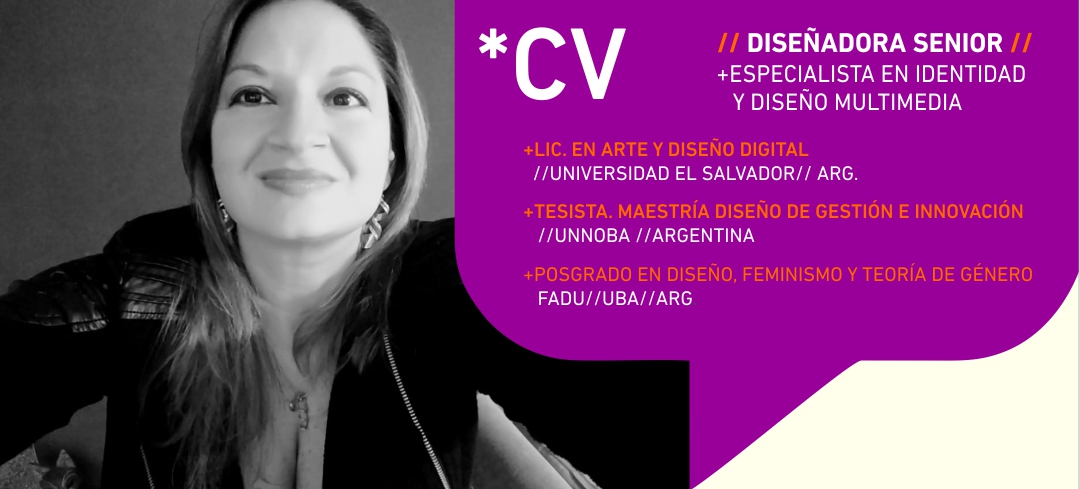 *CV
// DISEÑADORA SENIOR //
+ESPECIALISTA EN IDENTIDAD
Y DISEÑO MULTIMEDIA
+LIC. EN ARTE Y DISEÑO DIGITAL
//UNIVERSIDAD EL SALVADOR// ARG.
+TESISTA. MAESTRÍA DISEÑO DE GESTIÓN E INNOVACIÓN
//UNNOBA //ARGENTINA
+POSGRADO EN DISEÑO, FEMINISMO Y TEORÍA DE GÉNERO
FADU//UBA//ARG